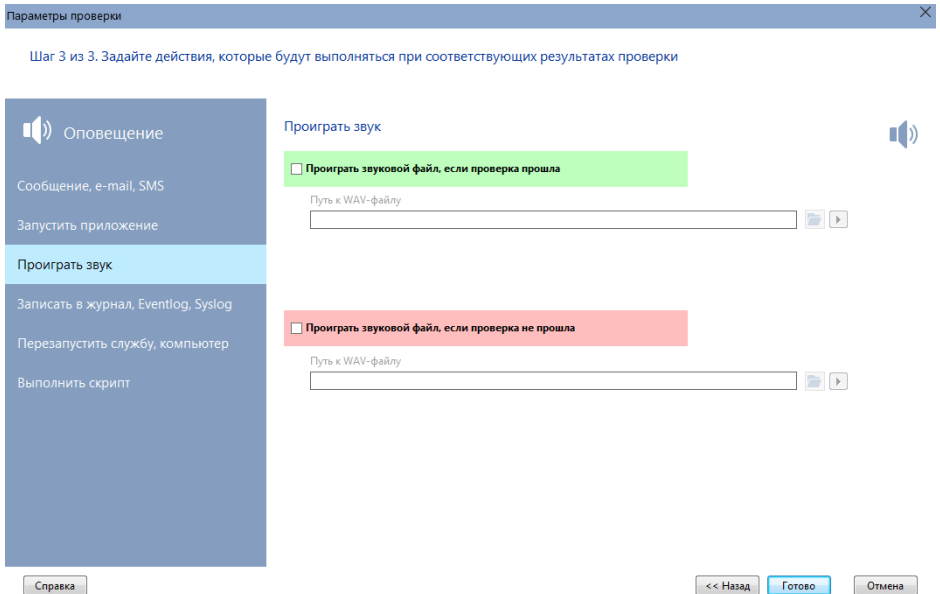 Параметры проверки
Шаг 3 из 3. Задайте действия, которые будут выполняться при соответствующих результатах проверки
Оповещение
Сообщение, e-mail, SMS
Запустить приложение
Проиграть звук
Записать в журнал, Eventlog, Syslog
Перезапустить службу, компьютер
Выполнить скрипт
Проиграть звук
Проиграть звуковой файл, если проверка прошла
Путь к WAV-файлу
Проиграть звуковой файл, если проверка не прошла
Путь к WAV-файлу
Справка
<< Назад
Готово
Отмена